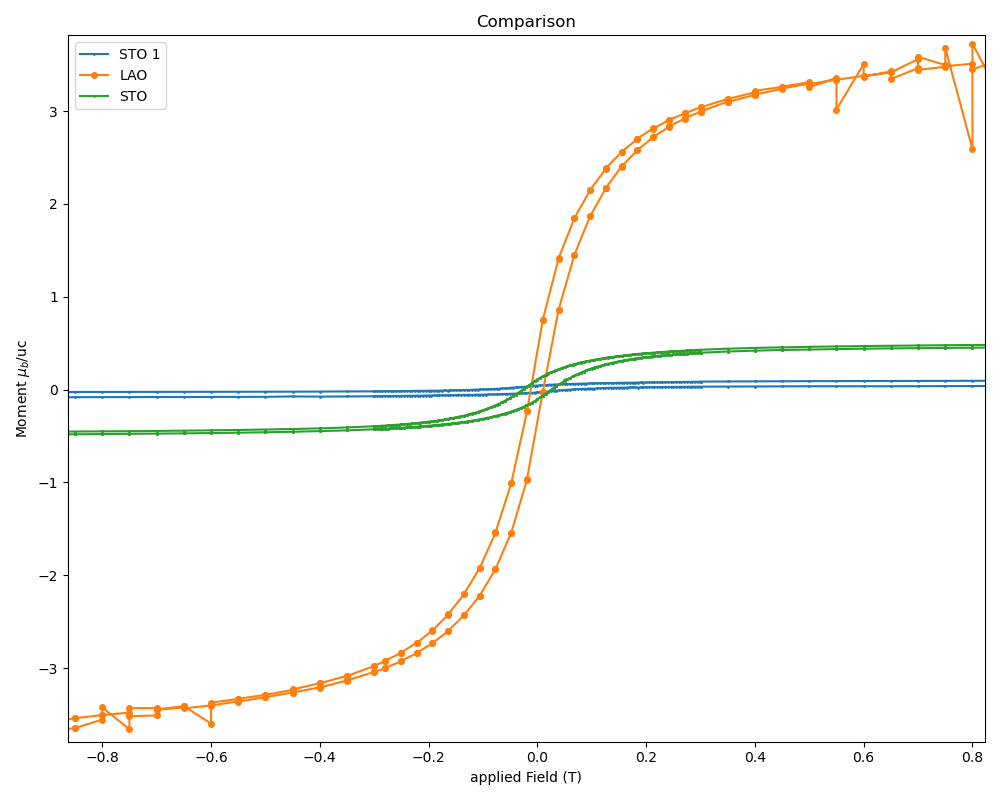 Comparison
STO 1
LAO
STO
Moment μb/uc
3
2
1
0
−1
−2
−3
−0.8 −0.6 −0.4 −0.2 0.0 0.2 0.4 0.6 0.8
applied Field (T)